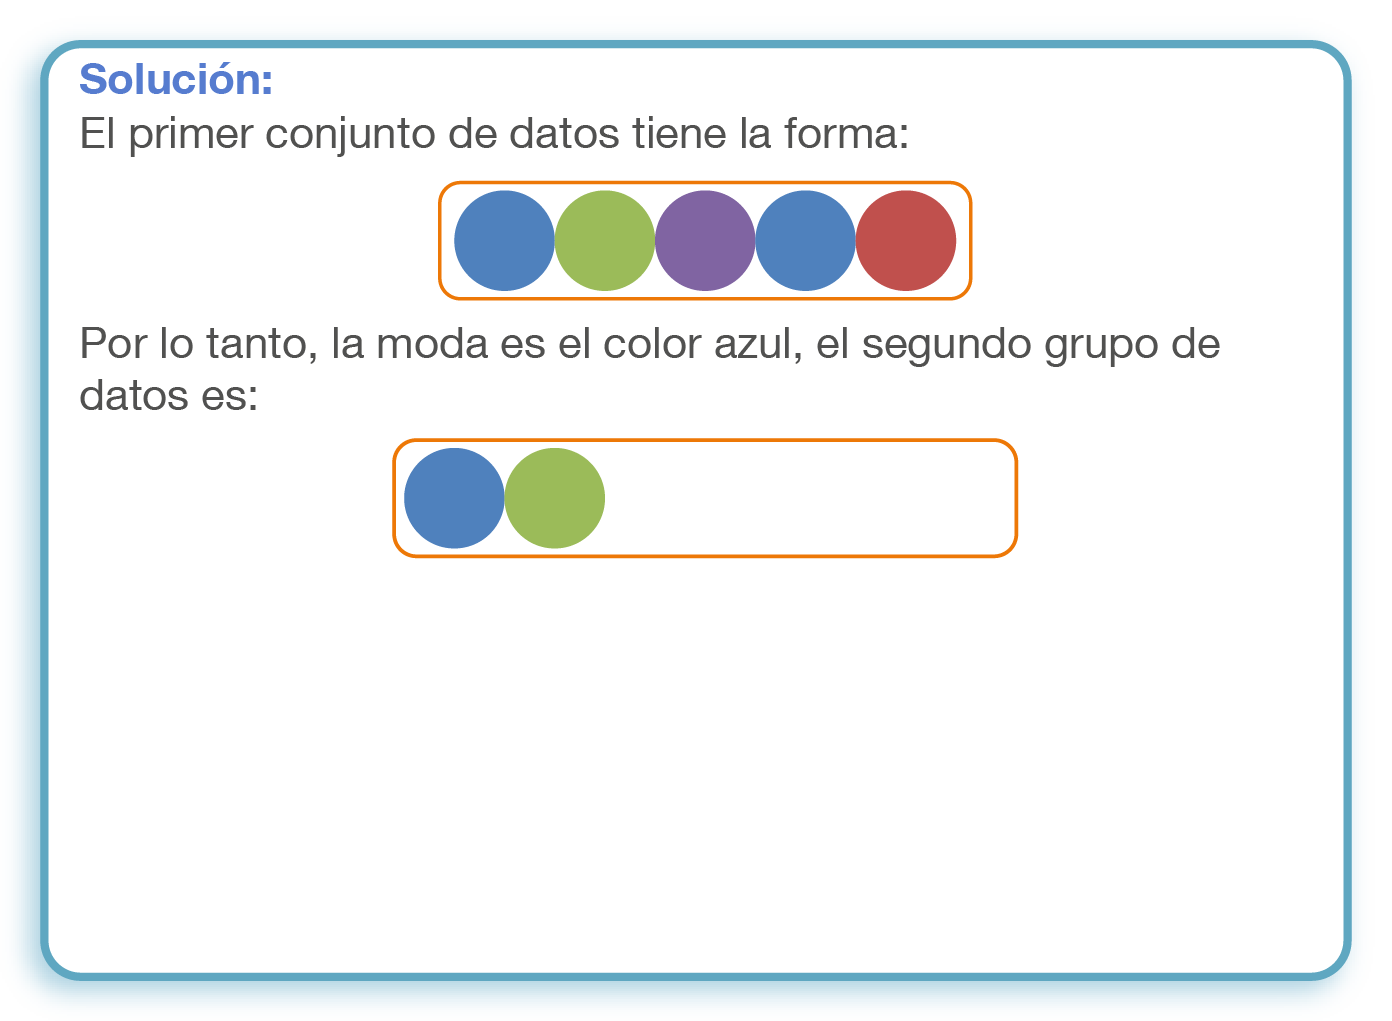 Solución:
El primer conjunto de datos tiene la forma:
Por lo tanto, la moda es el color azul, el segundo grupo de
datos es: